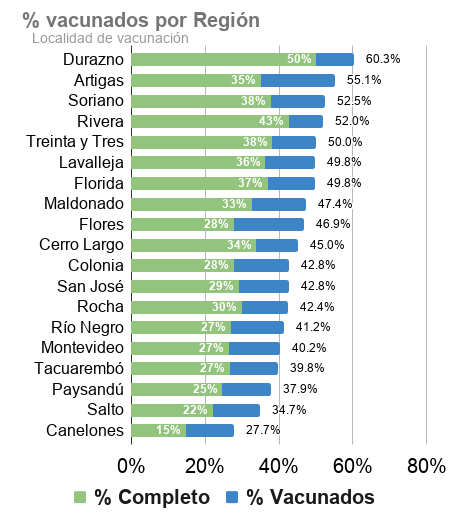 % vacunados por Región
Localidad de vacunación
Durazno 50% 60.3%
Artigas 35% 55.1%
Soriano 38% 52.5%
Rivera 43% 52.0%
Treinta y Tres 38% 50.0%
Lavalleja 36% 49.8%
Florida 37% 49.8%
Maldonado 33% 47.4%
Flores 28% 46.9%
Cerro Largo 34% 45.0%
Colonia 28% 42.8%
San José 29% 42.8%
Rocha 30% 42.4%
Río Negro 27% 41.2%
Montevideo 27% 40.2%
Tacuarembó 27% 39.8%
Paysandú 25% 37.9%
Salto 22% 34.7%
Canelones 15% 27.7%
0% 20% 40% 60% 80%
% Completo % Vacunados